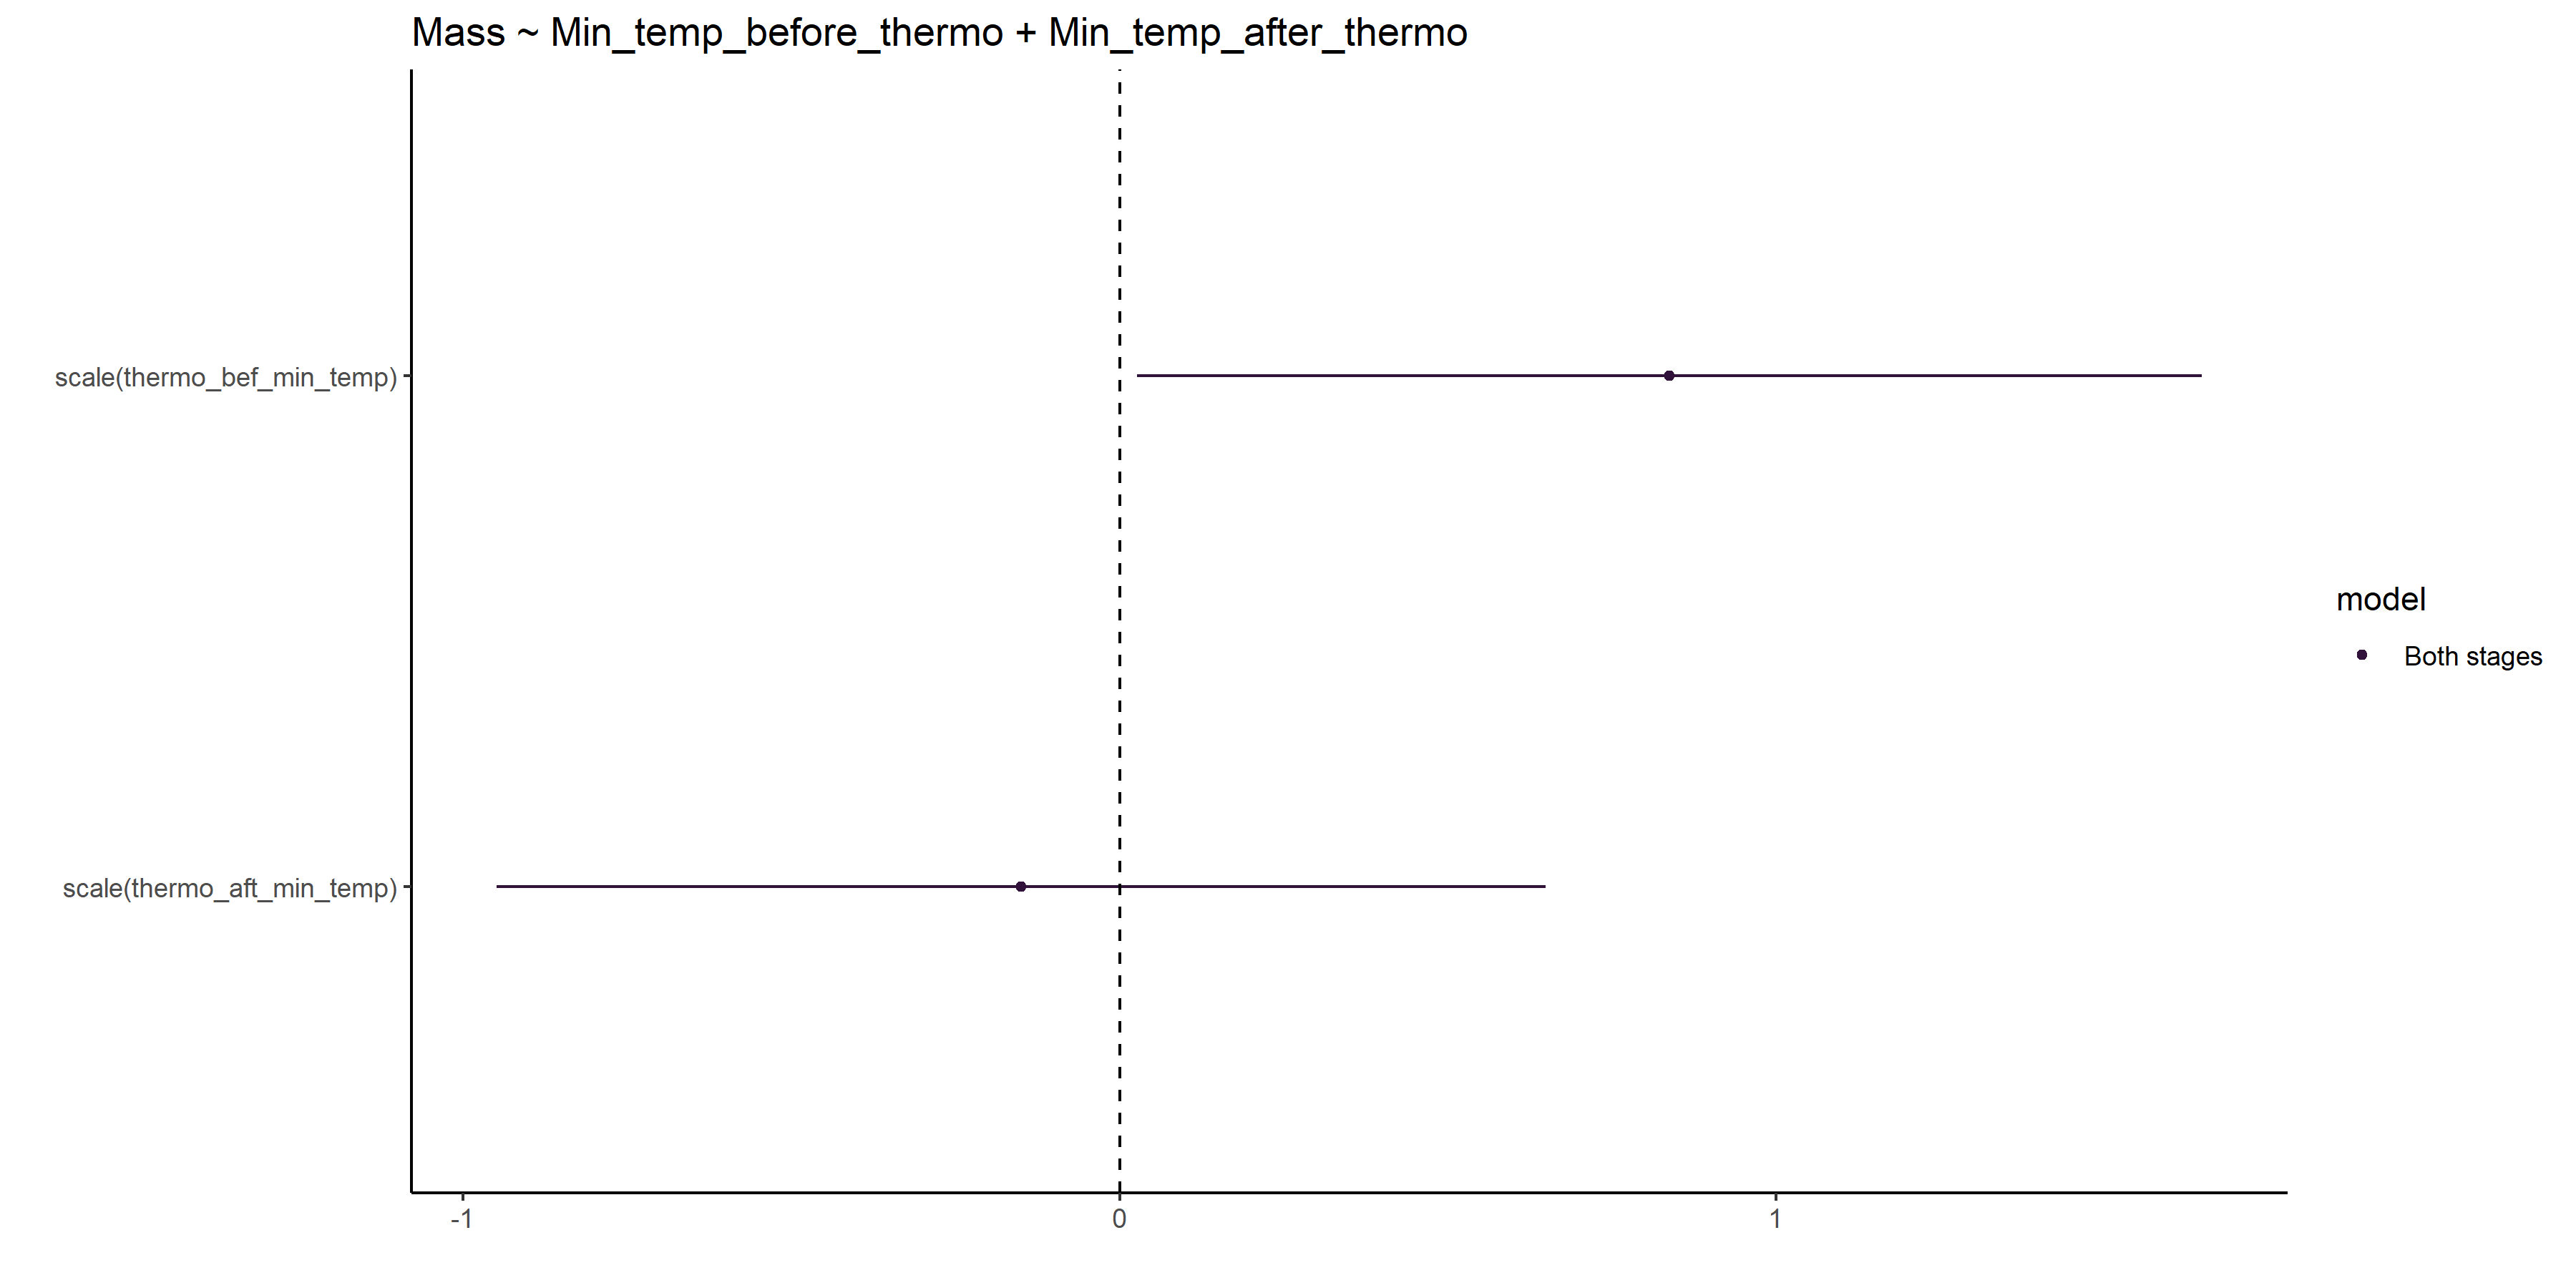 Mass ~ Min_temp_before_thermo + Min_temp_after_thermo
scale(thermo_bef_min_temp)
scale(thermo_aft_min_temp)
-1
0
1
model
Both stages